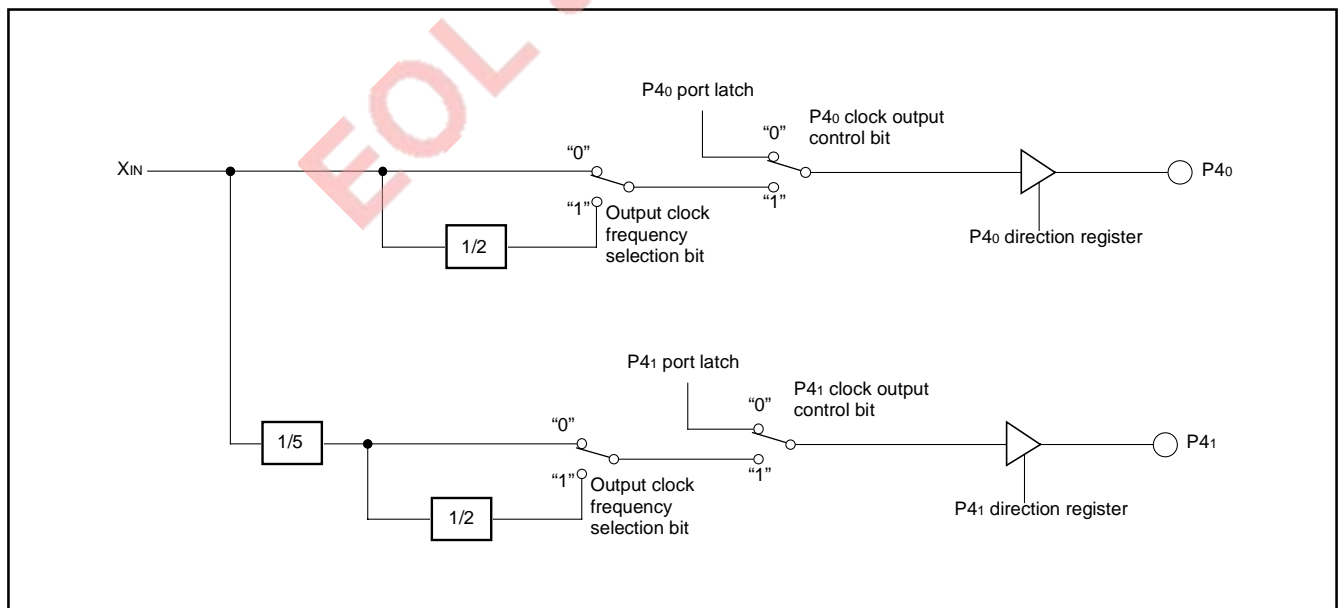 EOL
P40 port latch
P40 clock output
control bit
“0”
XIN
“0”
P40
“1”
“1”
Output clock
frequency
selection bit
1/2
P40 direction register
P41 port latch
P41 clock output
control bit
“0”
“0”
1/5
P41
“1”
“1”
Output clock
frequency
selection bit
1/2
P41 direction register